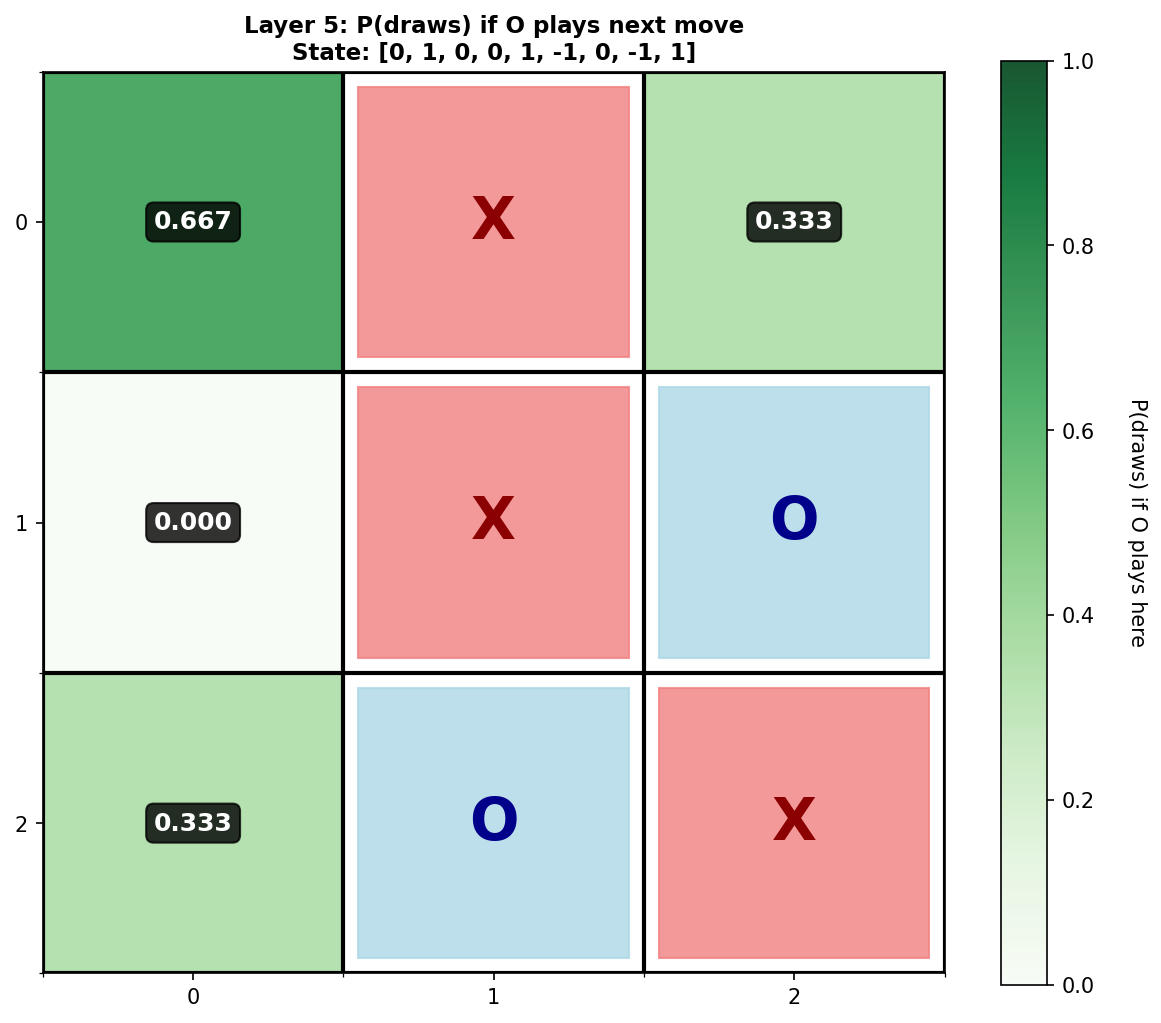 Layer 5: P(draws) if O plays next move
State: [0, 1, 0, 0, 1, -1, 0, -1, 1]
0.667
X
0.333
0
0.000
X
O
1
0.333
O
X
2
0
1
2
1.0
0.8
0.6
0.4
0.2
0.0
P(draws) if O plays here